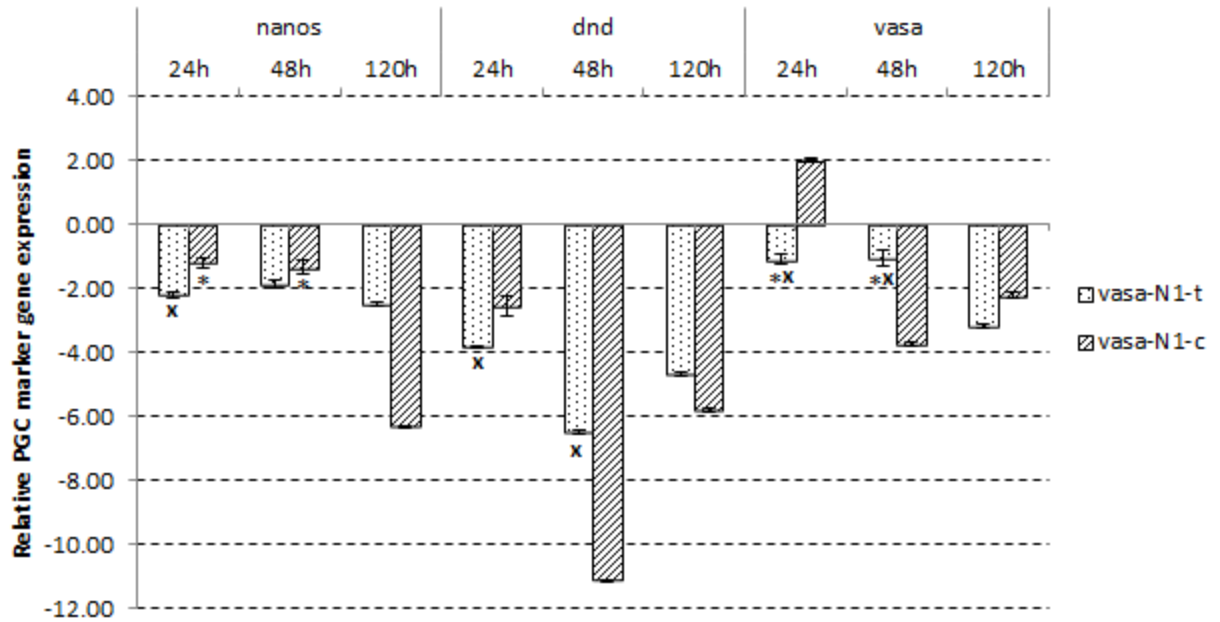 nanos dnd vasa
24h 48h 120h 24h 48h 120h 24h 48h 120h
4.00
2.00
0.00
-2.00
-4.00
-6.00
-8.00
-10.00
-12.00
Relative PGC marker gene expression
x * * x x x *x *x
vasa-N1-t
vasa-N1-c